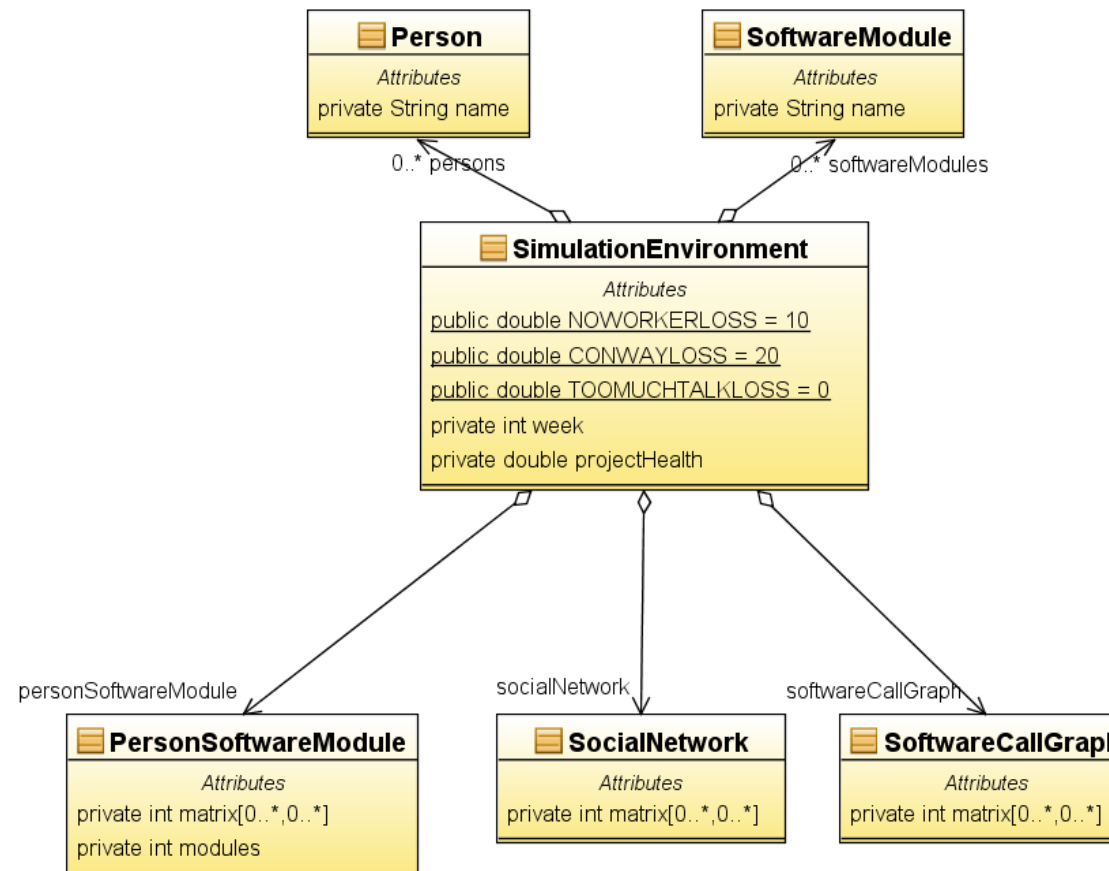 Person
Attributes
private String name
0..* persons
SoftwareModule
Attributes
private String name
0..* softwareModules
SimulationEnvironment
Attributes
public double NOWORKERLOSS = 10
public double CONWAYLOSS = 20
public double TOOMUCHTALKLOSS = 0
private int week
private double projectHealth
personSoftwareModule
socialNetwork
softwareCallGraph
PersonSoftwareModule
Attributes
private int matrix[0..*,0..*]
private int modules
SocialNetwork
Attributes
private int matrix[0..*,0..*]
SoftwareCallGraph
Attributes
private int matrix[0..*,0..*]